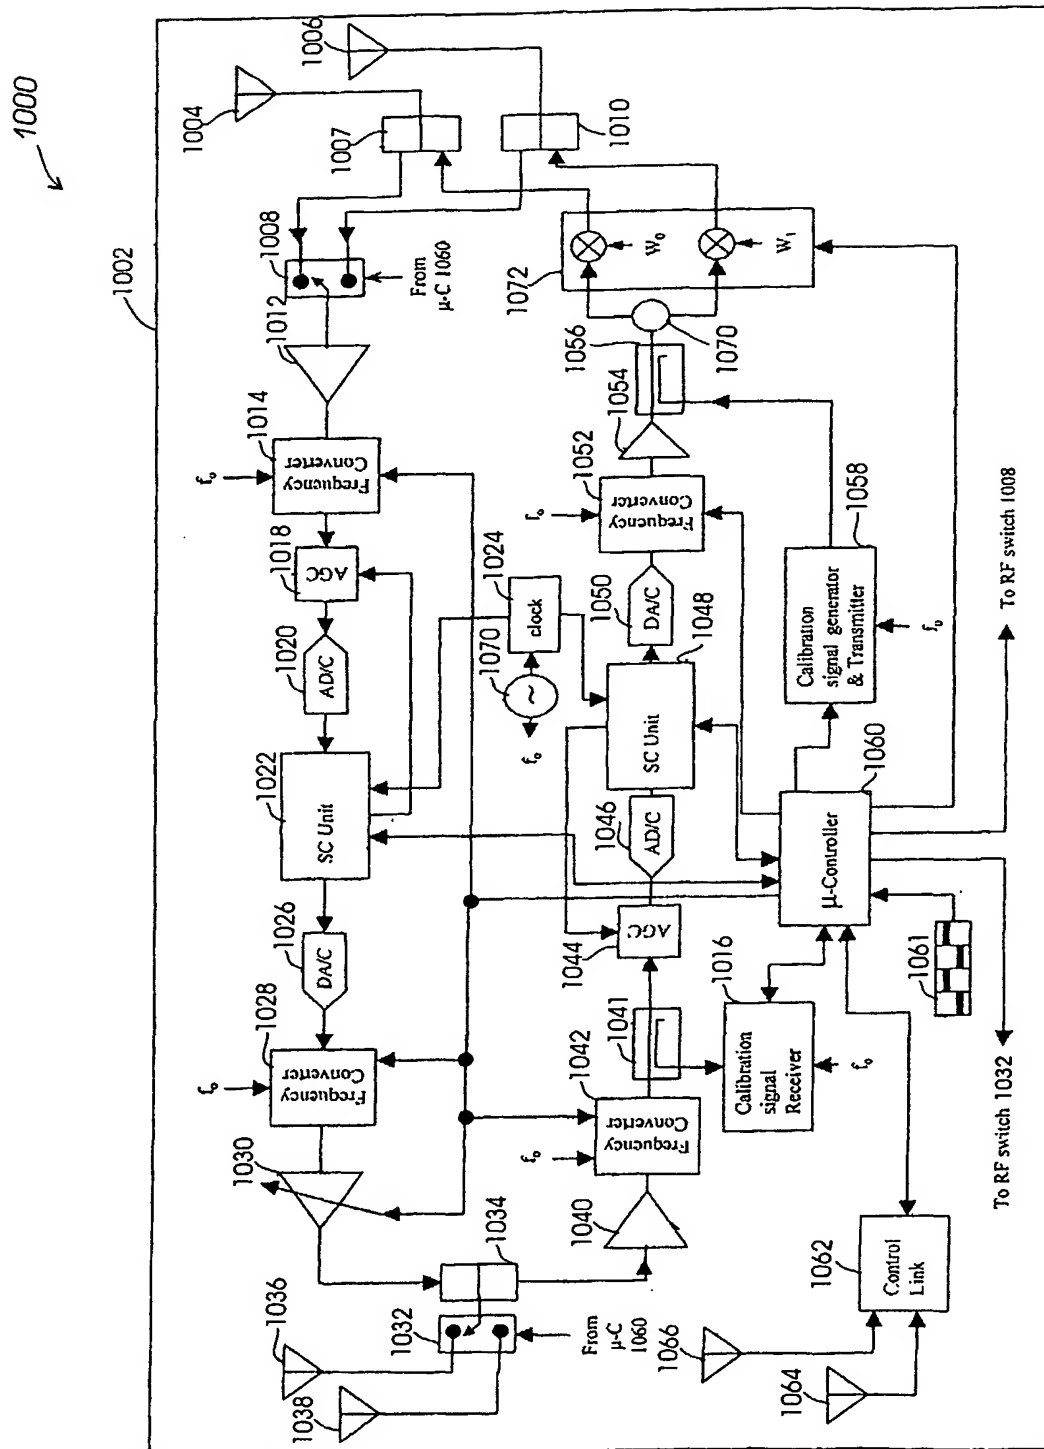 1000
1002
1004
1006
1007
1010
1008
From
μ-C 1060
1012
1014
Frequency
Converter
f₀
1018
AGC
1020
AD/C
1022
SC Unit
1024
clock
1070
f₀
1026
DA/C
1028
Frequency
Converter
f₀
1030
1034
1032
From
μ-C
1060
1036
1038
1040
1042
Frequency
Converter
f₀
1041
1044
AGC
1046
AD/C
1048
SC Unit
1050
DA/C
1052
Frequency
Converter
f₀
1054
1056
1070
1072
W₀
W₁
1058
Calibration
signal generator
& Transmitter
f₀
1060
μ-Controller
1061
1016
Calibration
signal
Receiver
f₀
1062
Control
Link
1066
1064
To RF switch 1032
To RF switch 1008